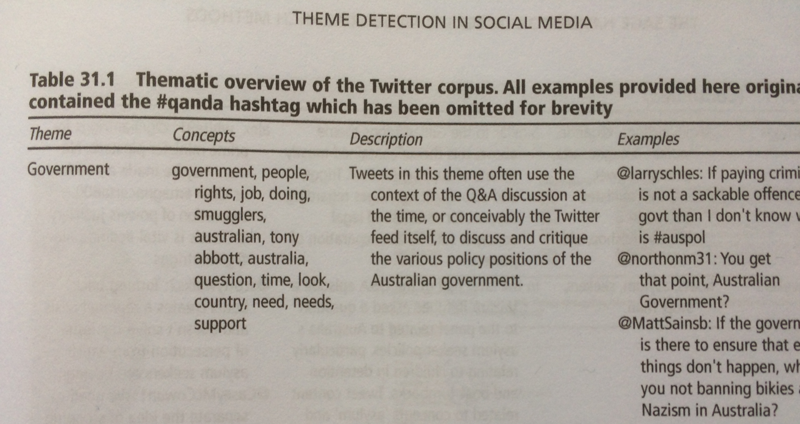 THEME DETECTION IN SOCIAL MEDIA
Table 31.1 Thematic overview of the Twitter corpus. All examples provided here origina
contained the #qanda hashtag which has been omitted for brevity
Theme Concepts Description Examples
Government government, people, Tweets in this theme often use the @larryschles: If paying crimi
rights, job, doing, context of the Q&A discussion at is not a sackable offence
smugglers, the time, or conceivably the Twitter govt than I don't know
australian, tony feed itself, to discuss and critique is #auspol
abbott, australia, the various policy positions of the @northonm31: You get
question, time, look, Australian government. that point, Australian
country, need, needs, Government?
support @MattSainsb: If the govern
is there to ensure that e
things don't happen, wh
you not banning bikies
Nazism in Australia?